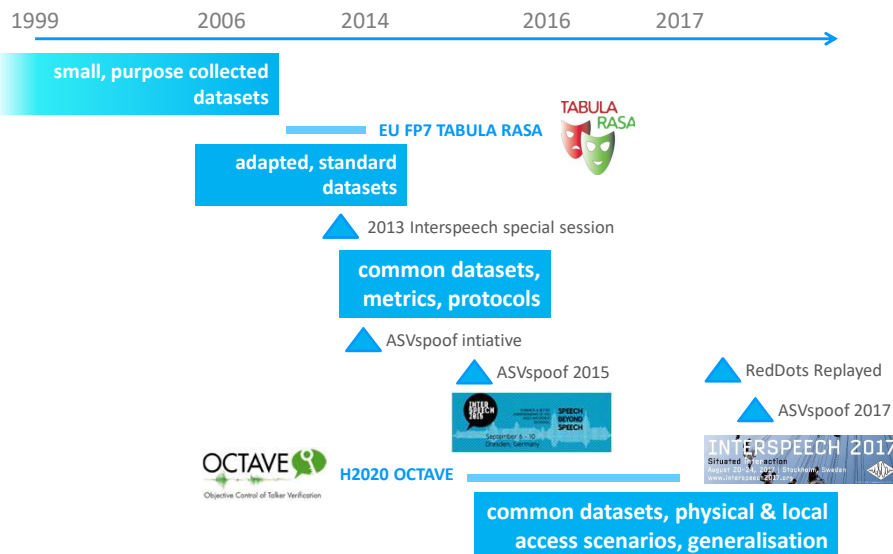 1999 2006 2014 2016 2017
small, purpose collected
datasets
TABULA
RASA
EU FP7 TABULA RASA
adapted, standard
datasets
2013 Interspeech special session
common datasets,
metrics, protocols
ASVspoof intiative
ASVspoof 2015
RedDots Replayed
ASVspoof 2017
INTER
SPEECH
2015
SPEECH
BEYOND
SPEECH
September 6 - 10
Dresden, Germany
INTERSPEECH 2017
Situated interaction
August 20-24, 2017 | Stockholm, Sweden
www.interspeech2017.org
OCTAVE
Objective Control of Talker Verification
H2020 OCTAVE
common datasets, physical & local
access scenarios, generalisation